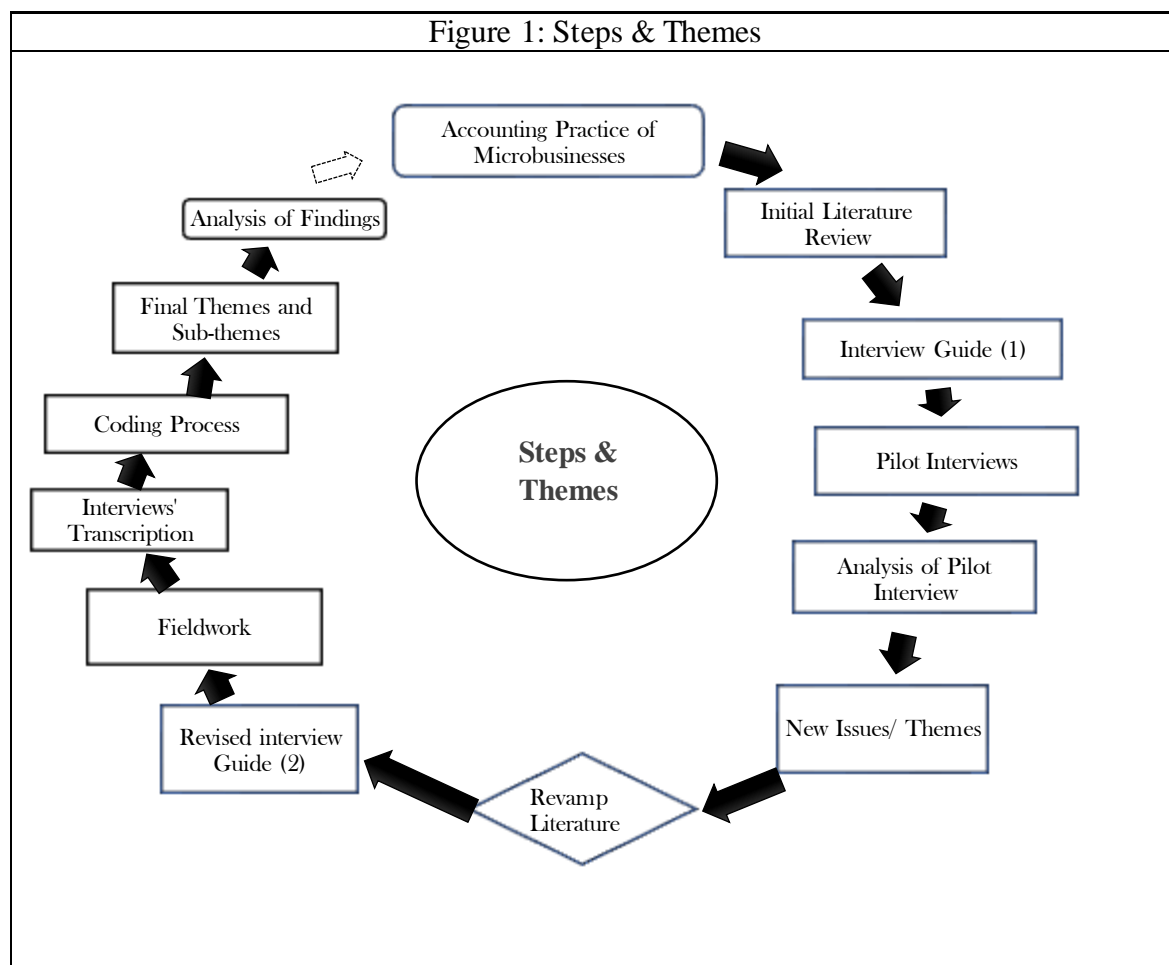 Figure 1: Steps & Themes
Accounting Practice of
Microbusinesses
Initial Literature
Review
Interview Guide (1)
Pilot Interviews
Analysis of Pilot
Interview
New Issues/ Themes
Revamp
Literature
Revised interview
Guide (2)
Fieldwork
Interviews'
Transcription
Coding Process
Final Themes and
Sub-themes
Analysis of Findings
Steps &
Themes